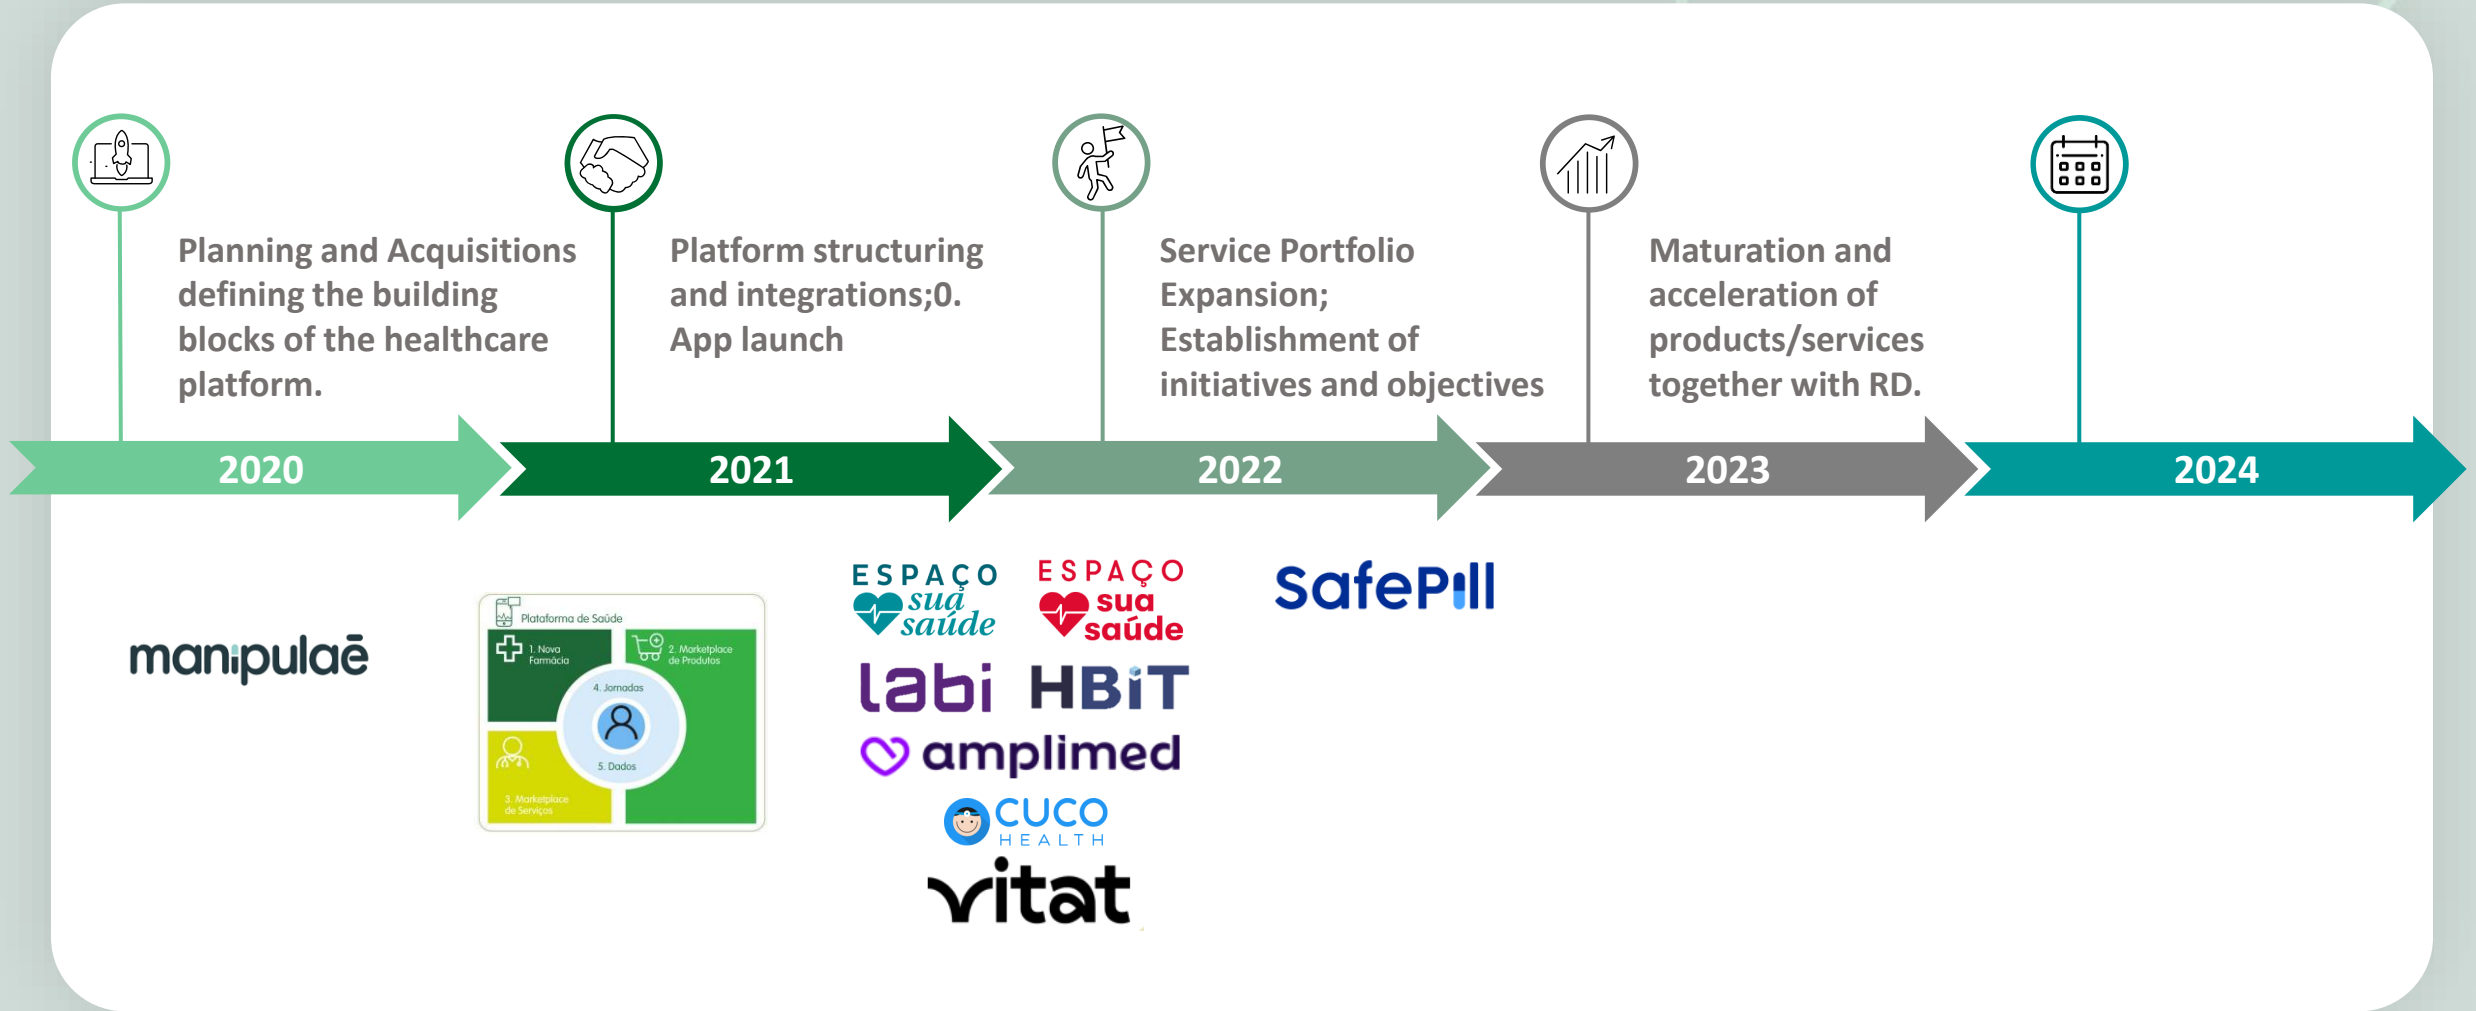 Planning and Acquisitions
defining the building
blocks of the healthcare
platform.
Platform structuring
and integrations;0.
App launch
Service Portfolio
Expansion;
Establishment of
initiatives and objectives
Maturation and
acceleration of
products/services
together with RD.
2020
2021
2022
2023
2024
manipulaē
Plataforma de Saúde
1. Nova
Farmácia
2. Marketplace
de Produtos
4. Jornadas
5. Dados
3. Marketplace
de Serviços
ESPAÇO
sua
saúde
ESPAÇO
sua
saúde
labi
HBiT
amplimed
CUCO
HEALTH
vitat
SafePill